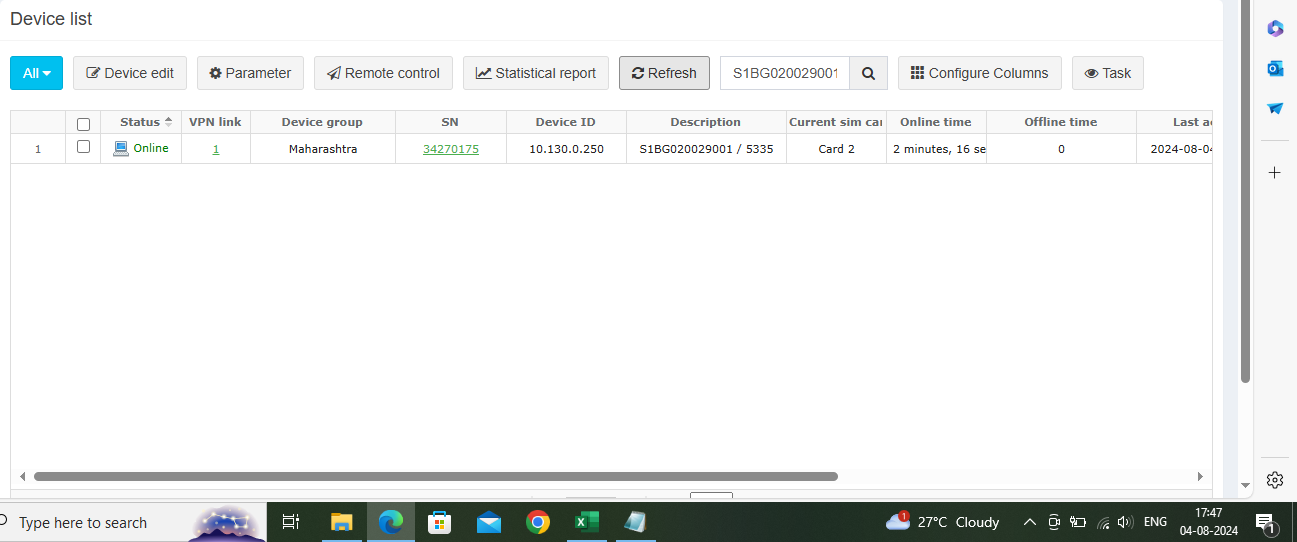 Device list
All Device edit Parameter Remote control Statistical report Refresh S1BG020029001 Configure Columns Task
Status VPN link Device group SN Device ID Description Current sim car Online time Offline time Last a
1 Online 1 Maharashtra 34270175 10.130.0.250 S1BG020029001 / 5335 Card 2 2 minutes, 16 se 0 2024-08-04
Type here to search 1 27°C Cloudy ENG 17:47
04-08-2024 1